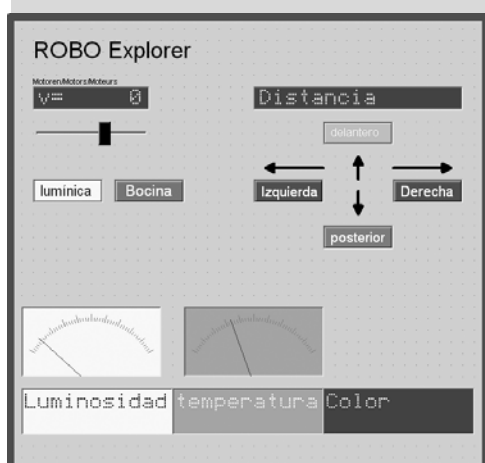 ROBO Explorer
Motoren/Motors/Moteurs
v= 0
Distancia
delantero
lumínica Bocina
Izquierda Derecha
posterior
Luminosidad temperatura Color